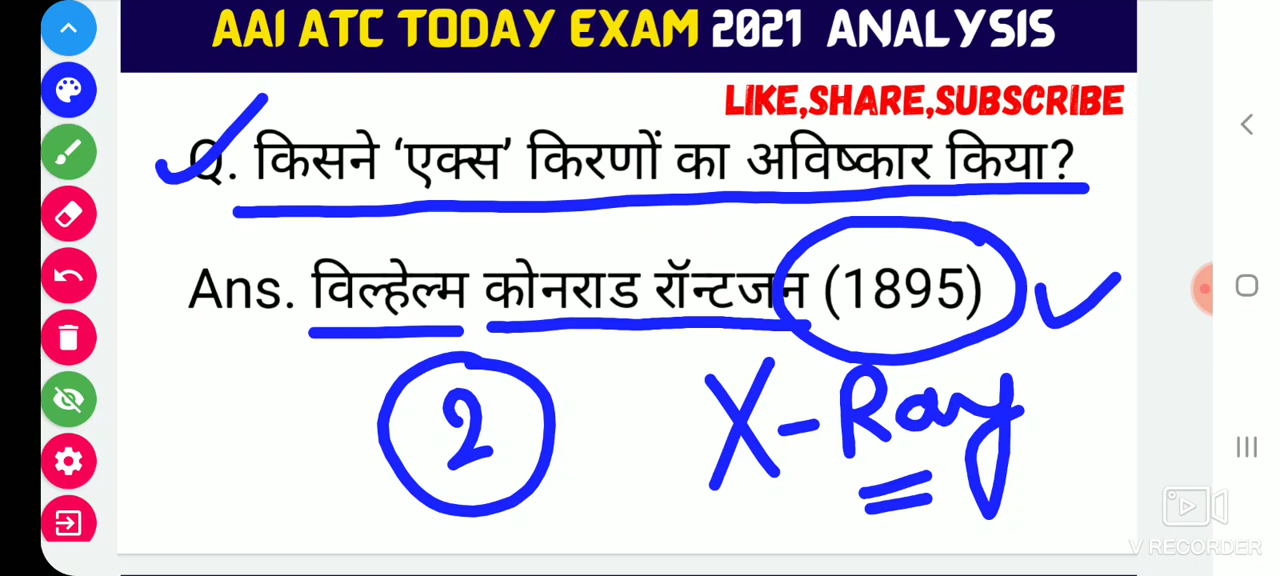 AAI ATC TODAY EXAM 2021 ANALYSIS
LIKE,SHARE,SUBSCRIBE
Q. किसने ‘एक्स’ किरणों का अविष्कार किया?
Ans. विल्हेल्म कोनराड रॉन्टजन (1895)
2 X-Ray
V RECORDER